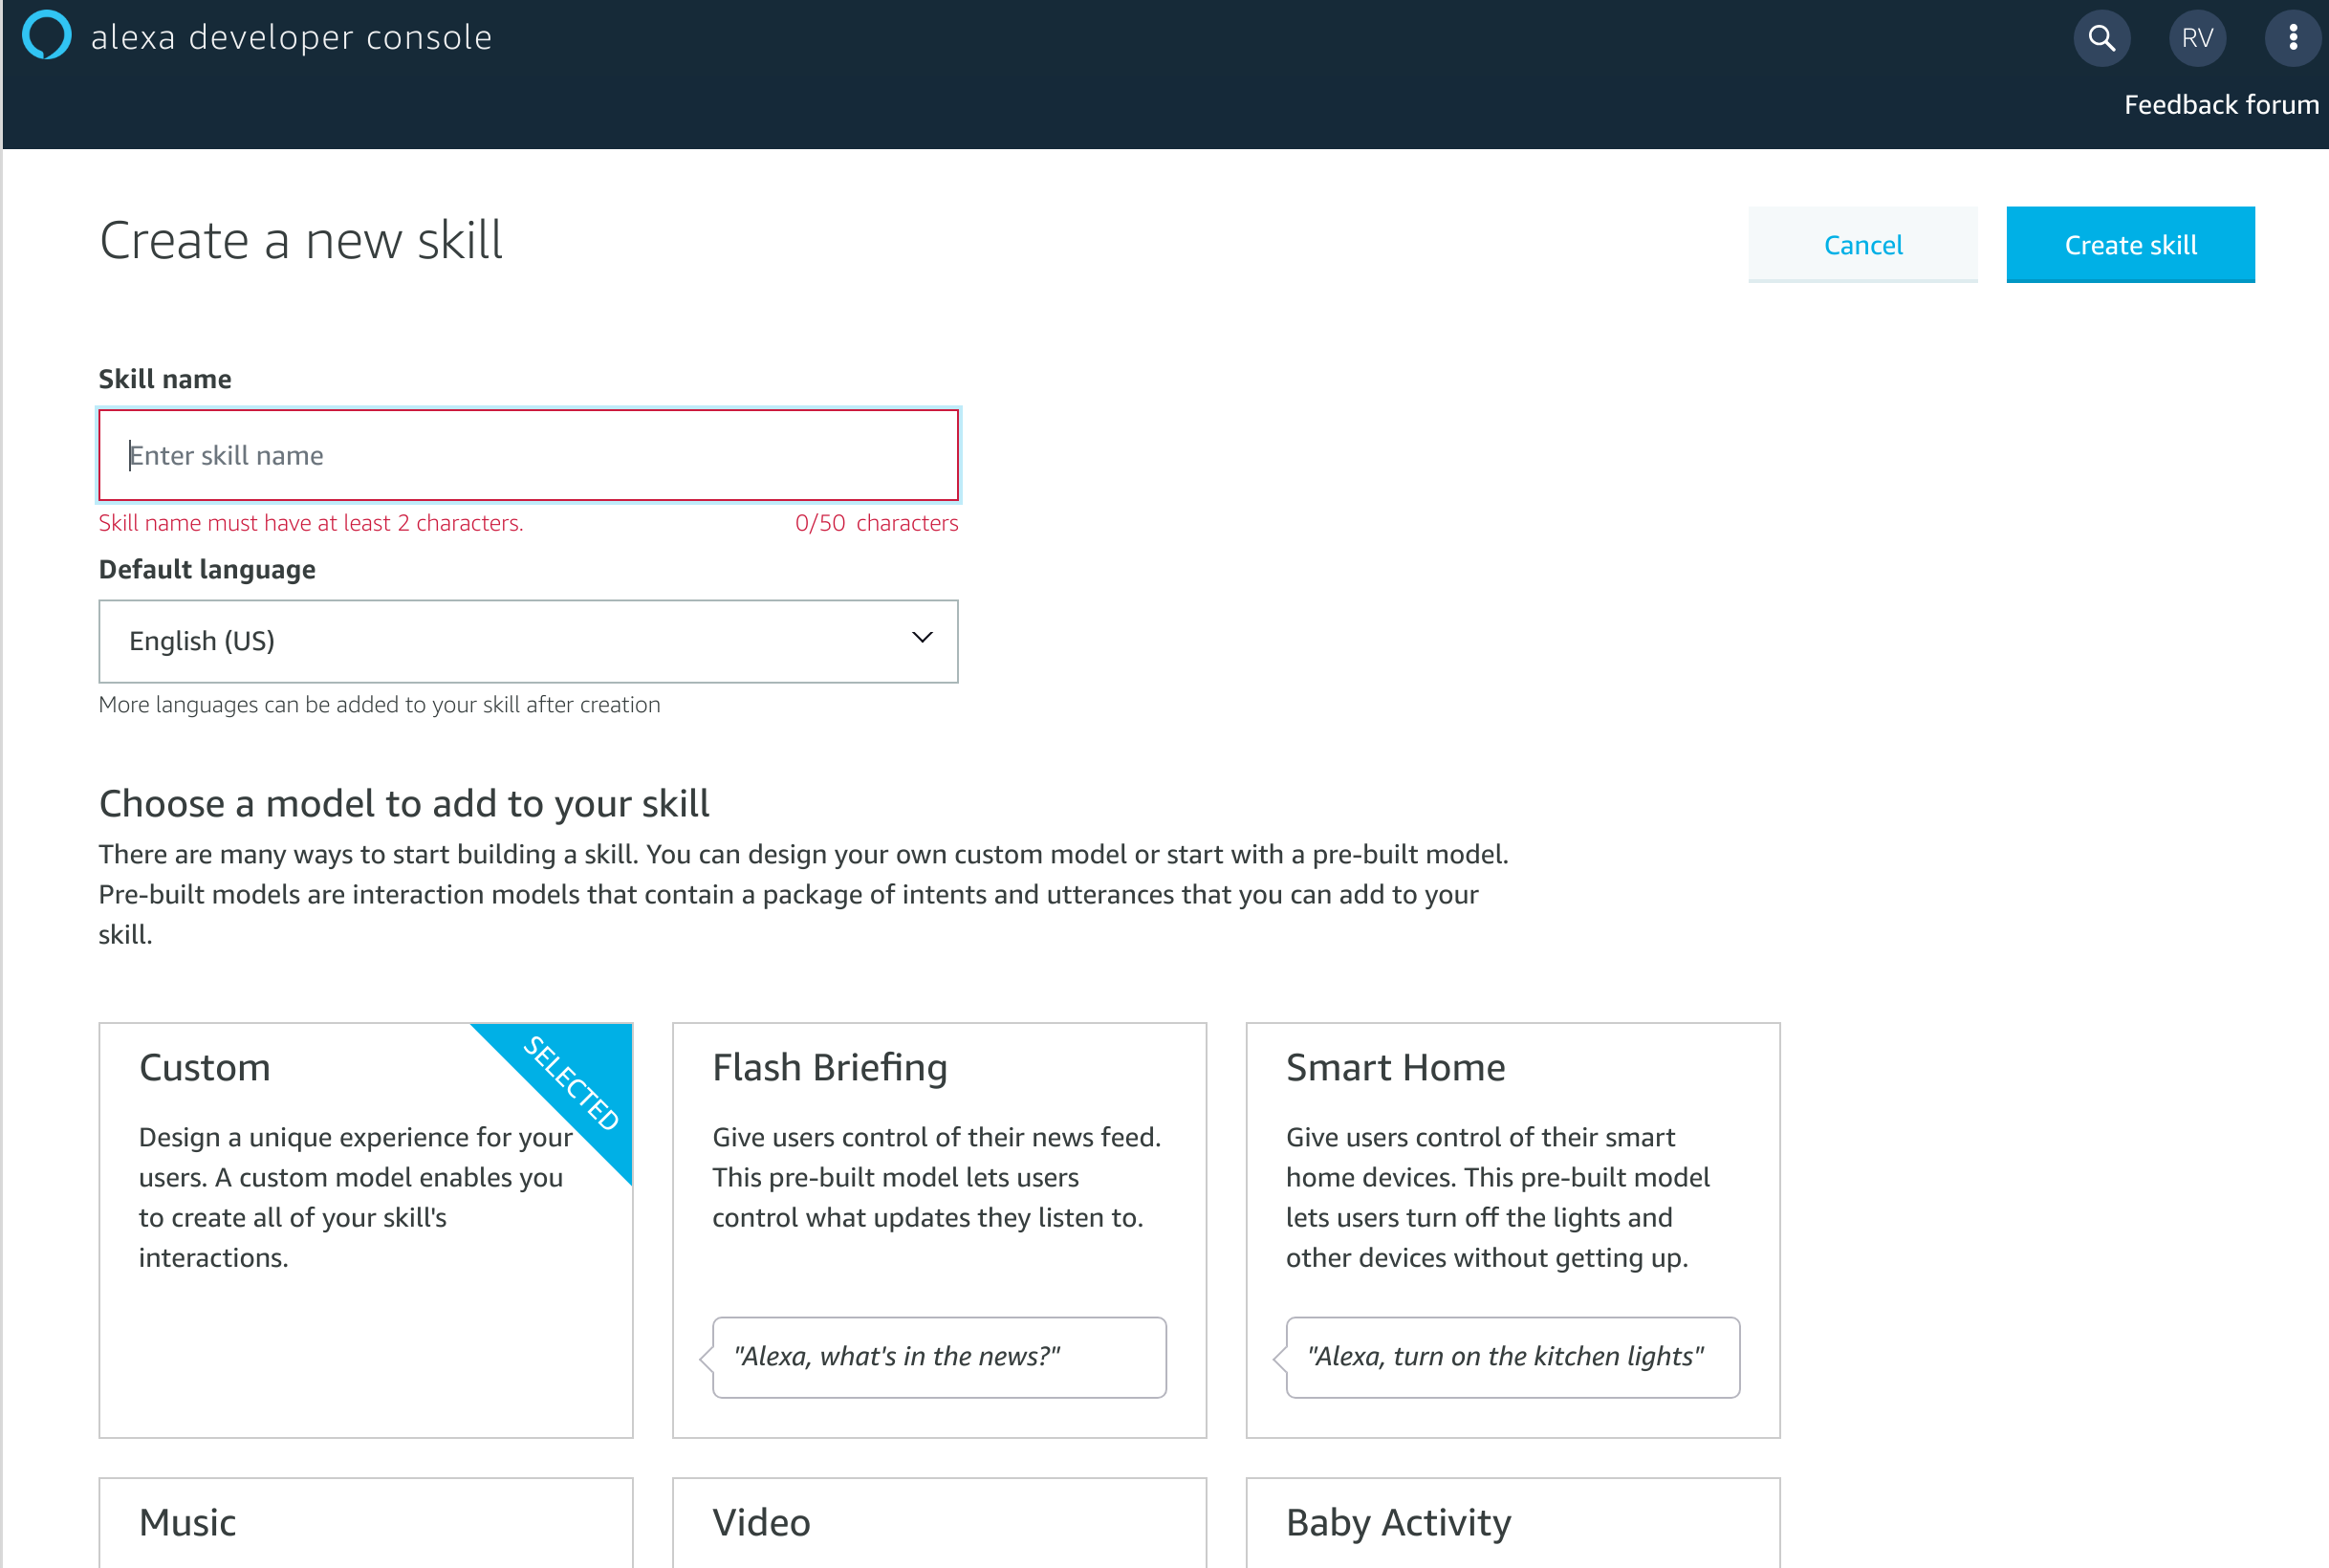 alexa developer console
RV
Feedback forum
Create a new skill
Cancel
Create skill
Skill name
Enter skill name
Skill name must have at least 2 characters.
0/50 characters
Default language
English (US)
More languages can be added to your skill after creation
Choose a model to add to your skill
There are many ways to start building a skill. You can design your own custom model or start with a pre-built model.
Pre-built models are interaction models that contain a package of intents and utterances that you can add to your
skill.
Custom
SELECTED
Design a unique experience for your
users. A custom model enables you
to create all of your skill's
interactions.
Flash Briefing
Give users control of their news feed.
This pre-built model lets users
control what updates they listen to.
"Alexa, what's in the news?"
Smart Home
Give users control of their smart
home devices. This pre-built model
lets users turn off the lights and
other devices without getting up.
"Alexa, turn on the kitchen lights"
Music
Video
Baby Activity